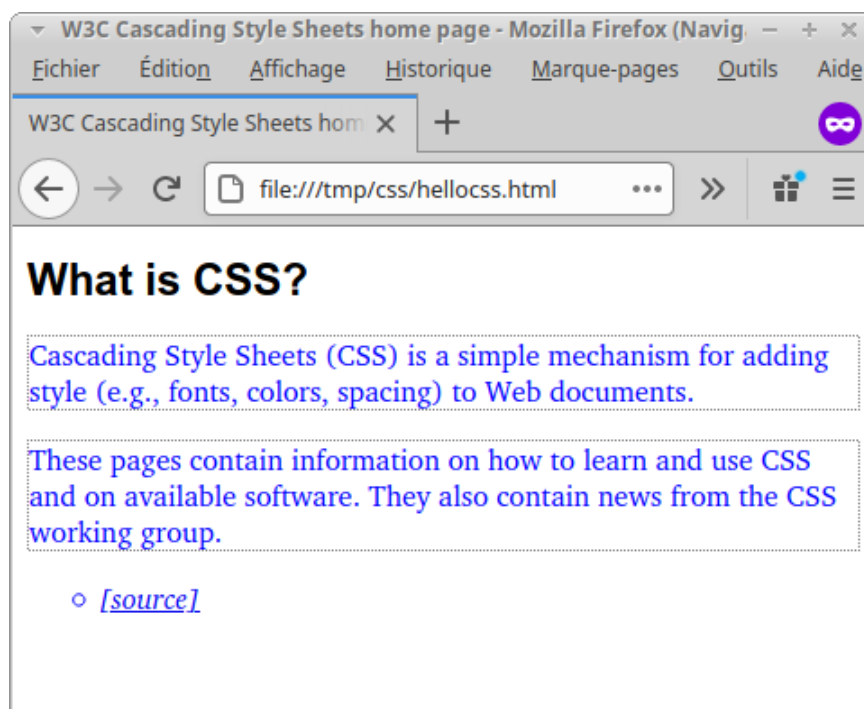 W3C Cascading Style Sheets home page - Mozilla Firefox (Navig
Fichier Édition Affichage Historique Marque-pages Outils Aide
W3C Cascading Style Sheets hom
file:///tmp/css/hellocss.html
What is CSS?
Cascading Style Sheets (CSS) is a simple mechanism for adding
style (e.g., fonts, colors, spacing) to Web documents.
These pages contain information on how to learn and use CSS
and on available software. They also contain news from the CSS
working group.
[source]